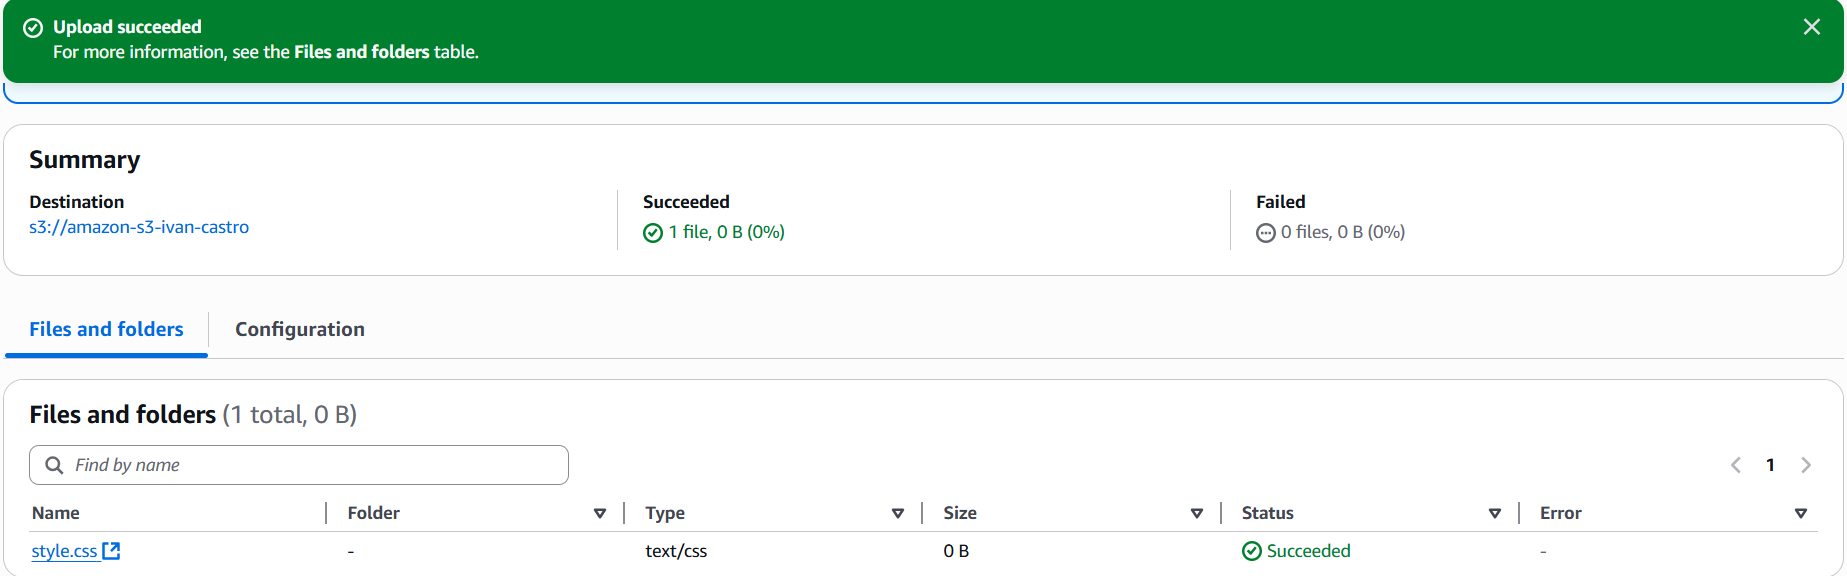 Upload succeeded
For more information, see the Files and folders table.
Summary
Destination
s3://amazon-s3-ivan-castro
Succeeded
1 file, 0 B (0%)
Failed
0 files, 0 B (0%)
Files and folders
Configuration
Files and folders (1 total, 0 B)
Find by name
1
Name Folder Type Size Status Error
style.css - text/css 0 B Succeeded -